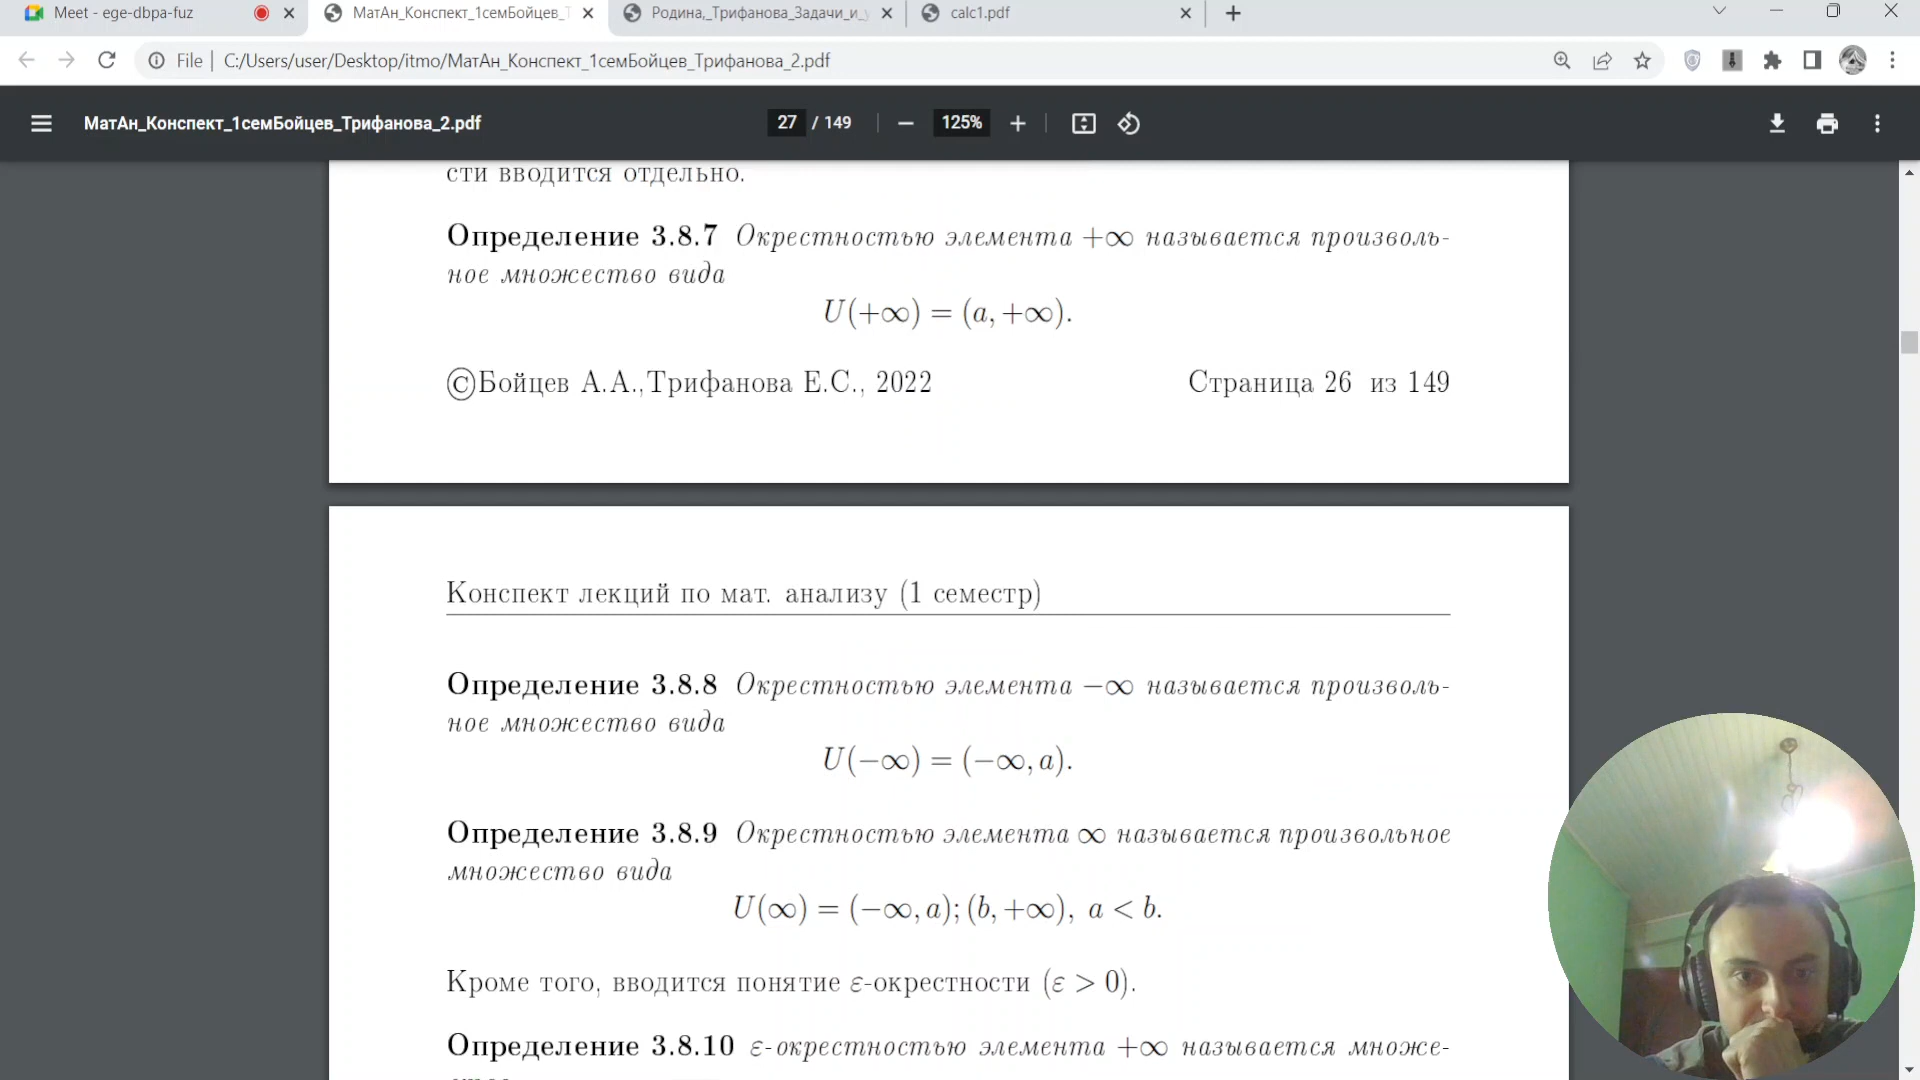 Meet - ege-dbpa-fuz
МатАн_Конспект_1семБойцев_Т
Родина,_Трифанова_Задачи_и_у
calc1.pdf
File | C:/Users/user/Desktop/itmo/МатАн_Конспект_1семБойцев_Трифанова_2.pdf
МатАн_Конспект_1семБойцев_Трифанова_2.pdf
27 / 149
125%
сти вводится отдельно.
Определение 3.8.7 Окрестностью элемента +∞ называется произволь-
ное множество вида
U(+∞) = (a, +∞).
©Бойцев А.А.,Трифанова Е.С., 2022 Страница 26 из 149
Конспект лекций по мат. анализу (1 семестр)
Определение 3.8.8 Окрестностью элемента −∞ называется произволь-
ное множество вида
U(−∞) = (−∞, a).
Определение 3.8.9 Окрестностью элемента ∞ называется произвольное
множество вида
U(∞) = (−∞, a); (b, +∞), a < b.
Кроме того, вводится понятие ε-окрестности (ε > 0).
Определение 3.8.10 ε-окрестностью элемента +∞ называется множе-